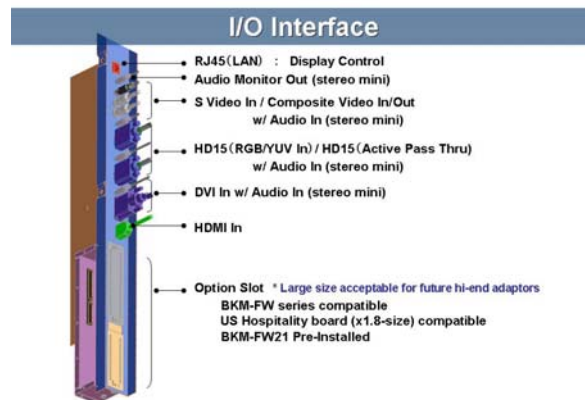 I/O Interface
RJ45(LAN) : Display Control
Audio Monitor Out (stereo mini)
S Video In / Composite Video In/Out
w/ Audio In (stereo mini)
HD15(RGB/YUV In) / HD15(Active Pass Thru)
w/ Audio In (stereo mini)
DVI In w/ Audio In (stereo mini)
HDMI In
Option Slot * Large size acceptable for future hi-end adaptors
BKM-FW series compatible
US Hospitality board (x1.8-size) compatible
BKM-FW21 Pre-Installed